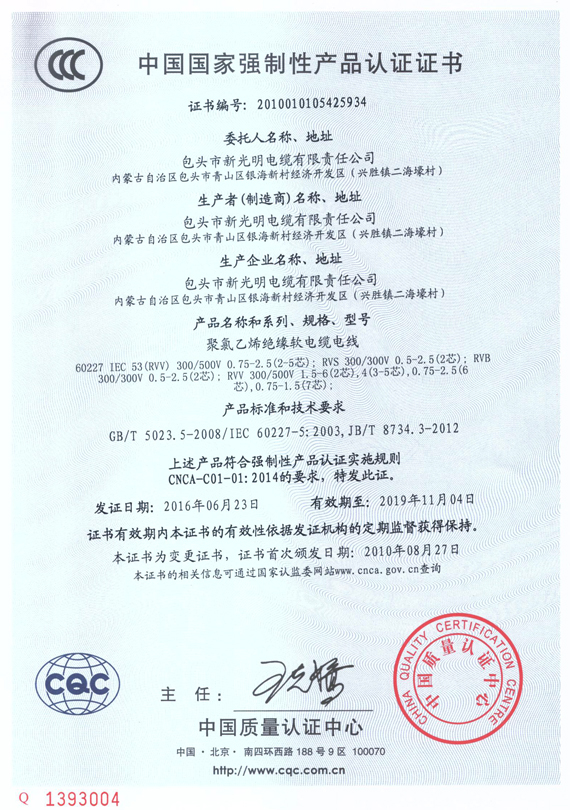 CCC
中国国家强制性产品认证证书
证书编号: 2010010105425934
委托人名称、地址
包头市新光明电缆有限责任公司
内蒙古自治区包头市青山区银海新村经济开发区（兴胜镇二海壕村）
生产者(制造商)名称、地址
包头市新光明电缆有限责任公司
内蒙古自治区包头市青山区银海新村经济开发区（兴胜镇二海壕村）
生产企业名称、地址
包头市新光明电缆有限责任公司
内蒙古自治区包头市青山区银海新村经济开发区（兴胜镇二海壕村）
产品名称和系列、规格、型号
聚氯乙烯绝缘软电缆电线
60227 IEC 53(RVV) 300/500V 0.75-2.5(2-5芯); RVS 300/300V 0.5-2.5(2芯); RVB
300/300V 0.5-2.5(2芯); RVV 300/500V 1.5-6(2芯),4(3-5芯),0.75-2.5(6
芯),0.75-1.5(7芯);
产品标准和技术要求
GB/T 5023.5-2008/IEC 60227-5:2003,JB/T 8734.3-2012
上述产品符合强制性产品认证实施规则
CNCA-C01-01:2014的要求，特发此证。
发证日期: 2016年06月23日 有效期至: 2019年11月04日
证书有效期内本证书的有效性依据发证机构的定期监督获得保持。
本证书为变更证书，证书首次颁发日期: 2010年08月27日
本证书的相关信息可通过国家认监委网站www.cnca.gov.cn查询
CQC
主 任:
CHINA QUALITY CERTIFICATION CENTRE
中国质量认证中心
中国质量认证中心
中国·北京·南四环西路 188 号 9 区 100070
http://www.cqc.com.cn
Q 1393004